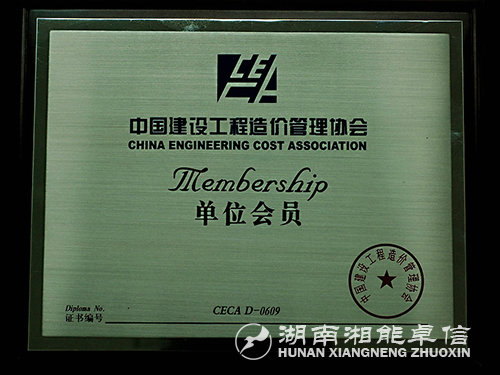 中国建设工程造价管理协会
CHINA ENGINEERING COST ASSOCIATION
Membership
单位会员
中国建设工程造价管理协会
Diploma No.
证书编号 CECA D-0609
湖南湘能卓信
HUNAN XIANGNENG ZHUOXIN